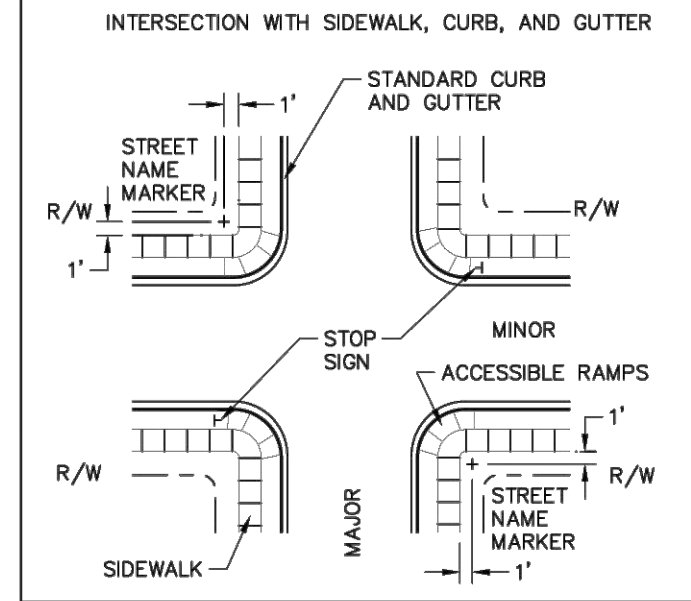 INTERSECTION WITH SIDEWALK, CURB, AND GUTTER
STANDARD CURB
AND GUTTER
1'
STREET
NAME
MARKER
R/W
1'
R/W
STOP
SIGN
MINOR
ACCESSIBLE RAMPS
1'
R/W
R/W
STREET
NAME
MARKER
MAJOR
SIDEWALK
1'